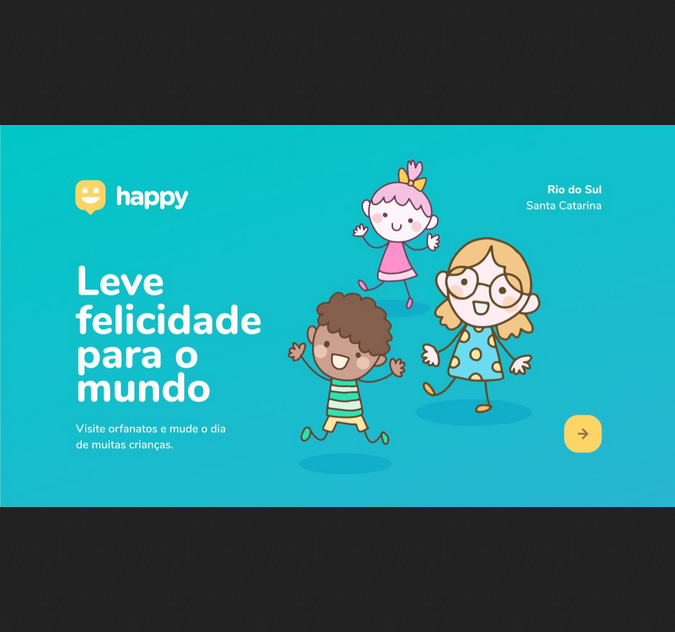 happy
Rio do Sul
Santa Catarina
Leve
felicidade
para o
mundo
Visite orfanatos e mude o dia
de muitas crianças.